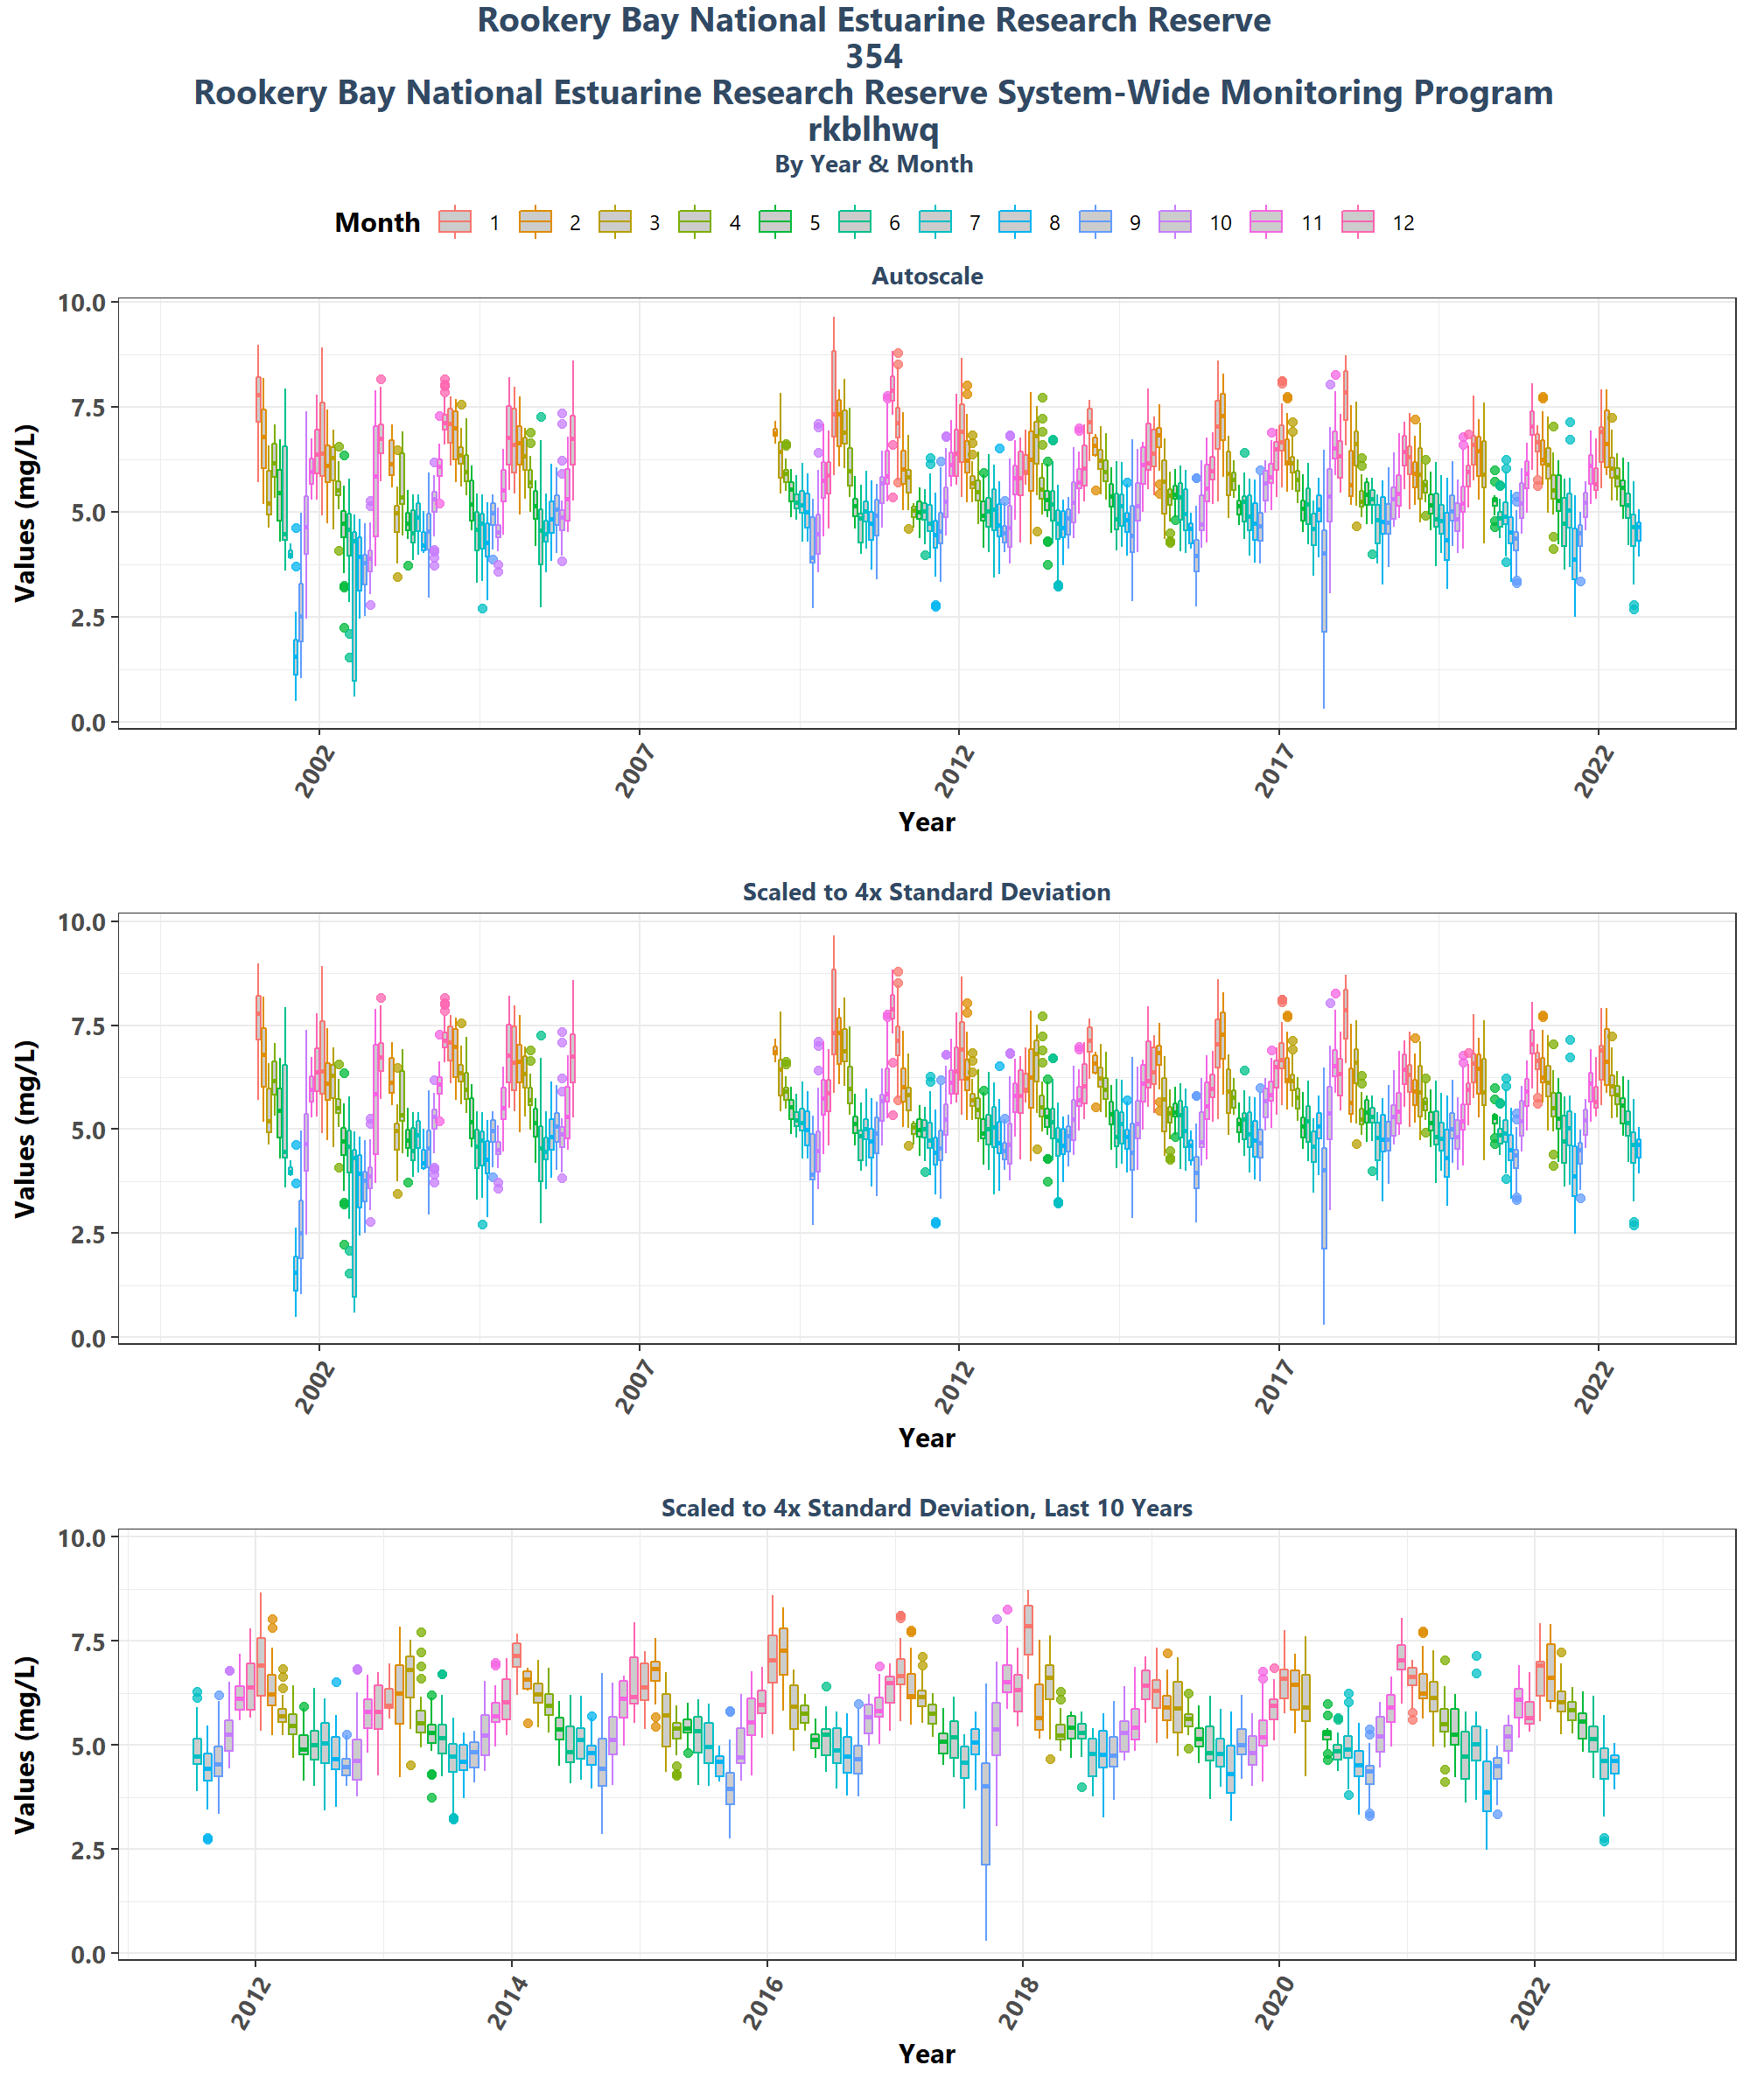 Rookery Bay National Estuarine Research Reserve
354
Rookery Bay National Estuarine Research Reserve System-Wide Monitoring Program
rkblhwq
By Year & Month
Month 1 2 3 4 5 6 7 8 9 10 11 12
Autoscale
Values (mg/L)
10.0
7.5
5.0
2.5
0.0
2002 2007 2012 2017 2022
Year
Scaled to 4x Standard Deviation
Values (mg/L)
10.0
7.5
5.0
2.5
0.0
2002 2007 2012 2017 2022
Year
Scaled to 4x Standard Deviation, Last 10 Years
Values (mg/L)
10.0
7.5
5.0
2.5
0.0
2012 2014 2016 2018 2020 2022
Year